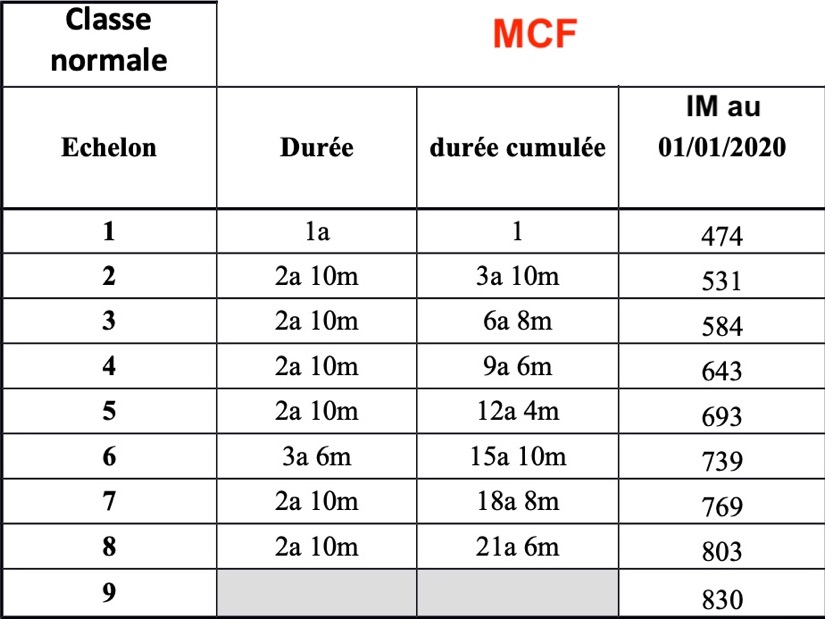 Classe normale MCF
Echelon Durée durée cumulée IM au 01/01/2020
1 1a 1 474
2 2a 10m 3a 10m 531
3 2a 10m 6a 8m 584
4 2a 10m 9a 6m 643
5 2a 10m 12a 4m 693
6 3a 6m 15a 10m 739
7 2a 10m 18a 8m 769
8 2a 10m 21a 6m 803
9 830